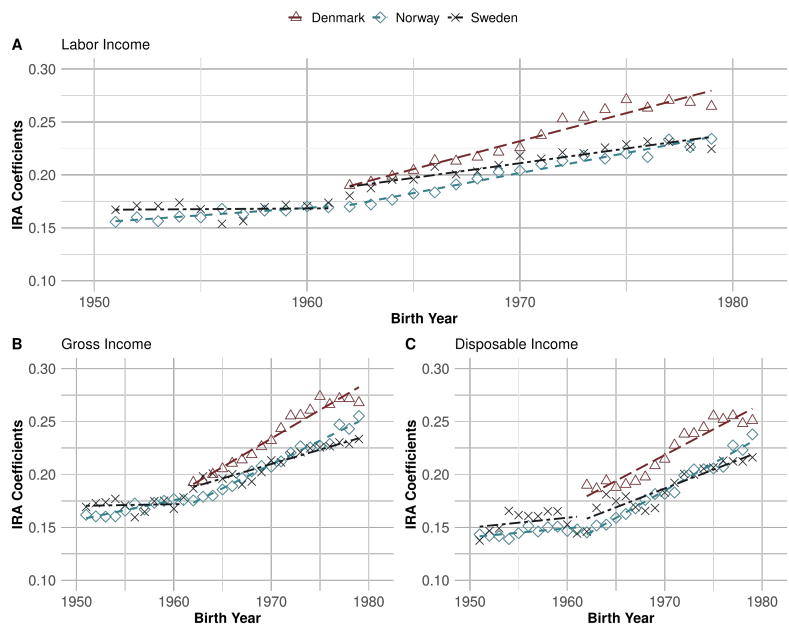 Denmark Norway Sweden
A Labor Income
0.30
0.25
0.20
0.15
0.10
IRA Coefficients
1950 1960 1970 1980
Birth Year
B Gross Income
0.30
0.25
0.20
0.15
0.10
IRA Coefficients
1950 1960 1970 1980
Birth Year
C Disposable Income
0.30
0.25
0.20
0.15
0.10
IRA Coefficients
1950 1960 1970 1980
Birth Year